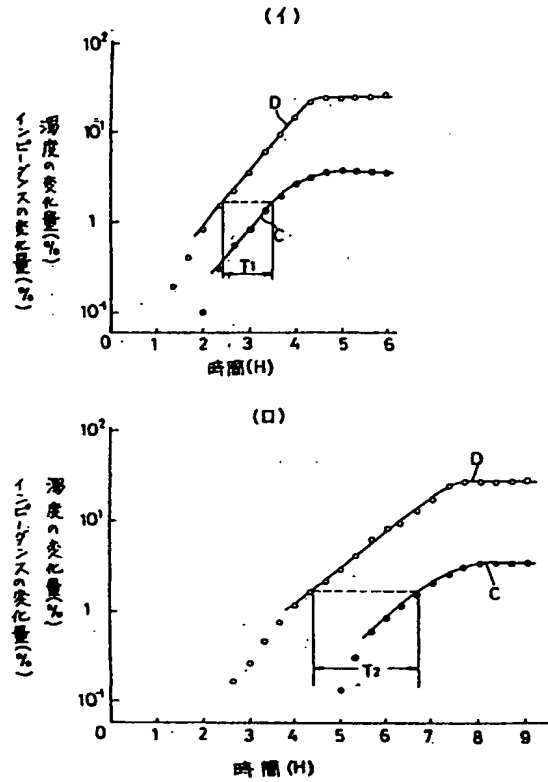 (イ)
10²
10¹
1
10⁻¹
0 1 2 3 4 5 6
時間(H)
インピーダンスの変化量(%)
濁度の変化量(%)
D
C
T1
(ロ)
10²
10¹
1
10⁻¹
0 1 2 3 4 5 6 7 8 9
時間(H)
インピーダンスの変化量(%)
濁度の変化量(%)
D
C
T2